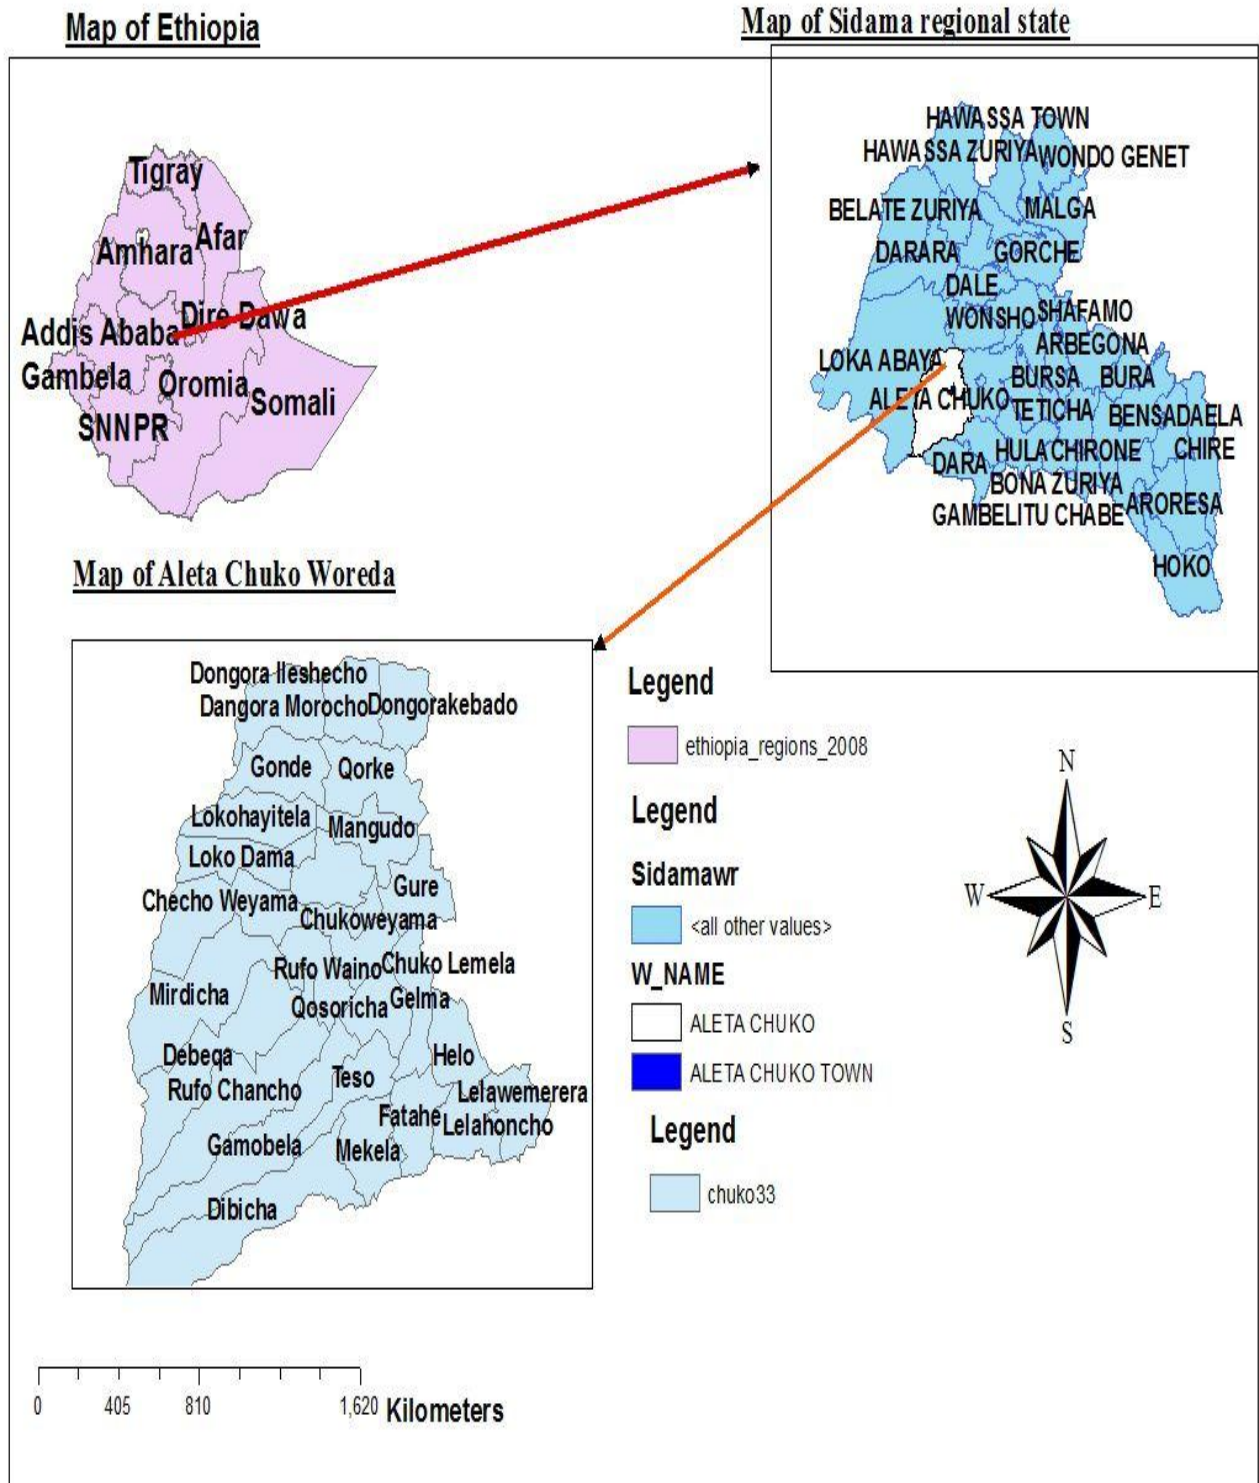 Map of Ethiopia
Map of Sidama regional state
Tigray
Afar
Amhara
Dire Dawa
Addis Ababa
Gambela
Oromia
Somali
SNNPR
HAWASSA TOWN
HAWASSA ZURIYA
WONDO GENET
BELATE ZURIYA
MALGA
DARARA
GORCHE
DALE
WONSHO
SHAFAMO
ARBEGONA
LOKA ABAYA
BURSA
BURA
ALETA CHUKO
TETICHA
BENSA
DAELA
DARA
HULA
CHIRONE
CHIRE
BONA ZURIYA
GAMBELITU CHABE
ARORESA
HOKO
Map of Aleta Chuko Woreda
Dongora Ileshecho
Dangora Morocho
Dongorakebado
Gonde
Qorke
Lokohayitela
Mangudo
Loko Dama
Gure
Checho Weyama
Chukoweyama
Rufo Waino
Chuko Lemela
Mirdicha
Qosoricha
Gelma
Debeqa
Helo
Rufo Chancho
Teso
Lelawemerera
Fatahe
Lelahoncho
Gamobela
Mekela
Dibicha
Legend
ethiopia_regions_2008
Legend
Sidamawr
<all other values>
W_NAME
ALETA CHUKO
ALETA CHUKO TOWN
Legend
chuko33
N
W
E
S
0 405 810 1,620 Kilometers